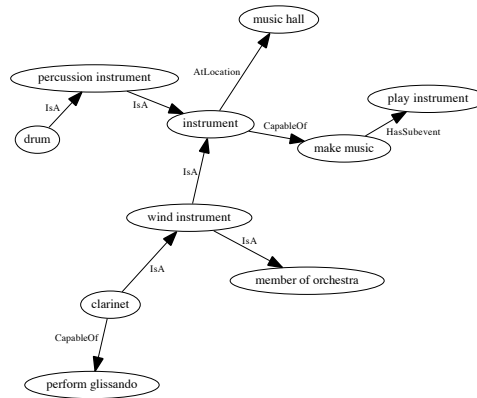 music hall
AtLocation
percussion instrument
play instrument
IsA
IsA
instrument
CapableOf
HasSubevent
drum
make music
IsA
wind instrument
IsA
IsA
member of orchestra
clarinet
CapableOf
perform glissando